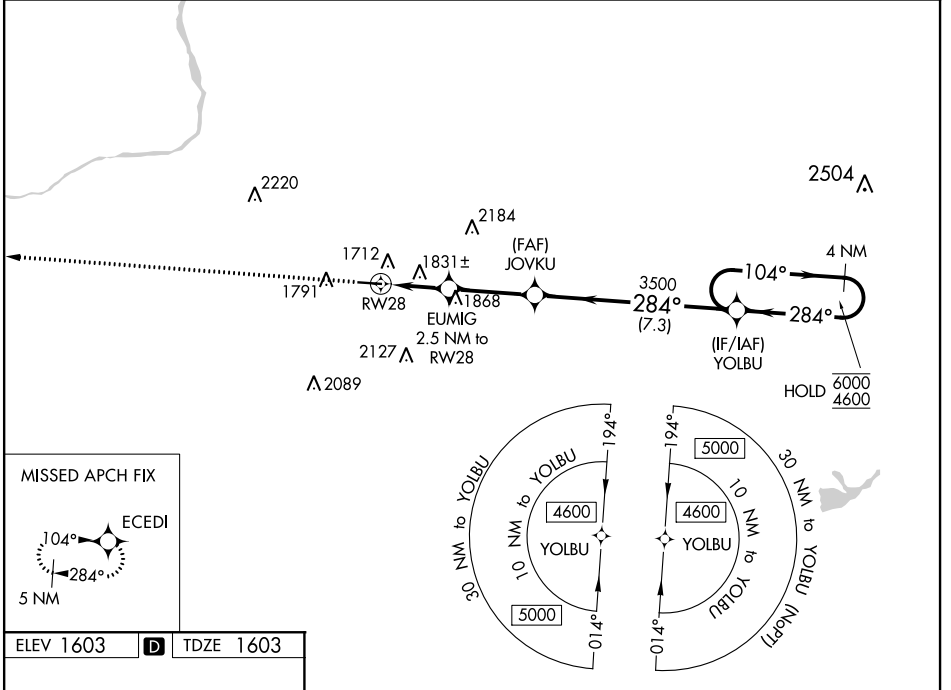 2220
2504
2184
(FAF)
JOVKU
4 NM
1712
1831±
104°
3500
1791
RW28
1868
284°
284°
(7.3)
EUMIG
2.5 NM to
RW28
(IF/IAF)
YOLBU
2127
2089
HOLD
6000
4600
MISSED APCH FIX
ECEDI
104°
284°
5 NM
30 NM to YOLBU
10 NM to YOLBU
194°
4600
YOLBU
5000
014°
194°
5000
30 NM to YOLBU (NoPT)
10 NM to YOLBU
4600
YOLBU
014°
ELEV 1603
D
TDZE 1603